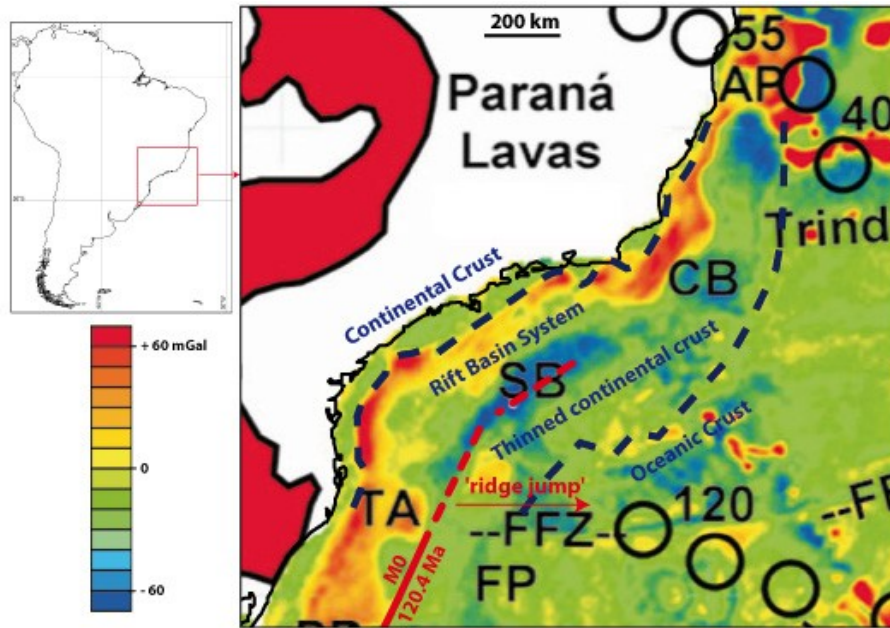 200 km
55
AP
Paraná
Lavas
40
Trind
Continental Crust
CB
+ 60 mGal
Rift Basin System
SB
Thinned continental crust
Oceanic Crust
0
'ridge jump'
TA
120
--FFZ--
--FF
M0
120.4 Ma
FP
- 60